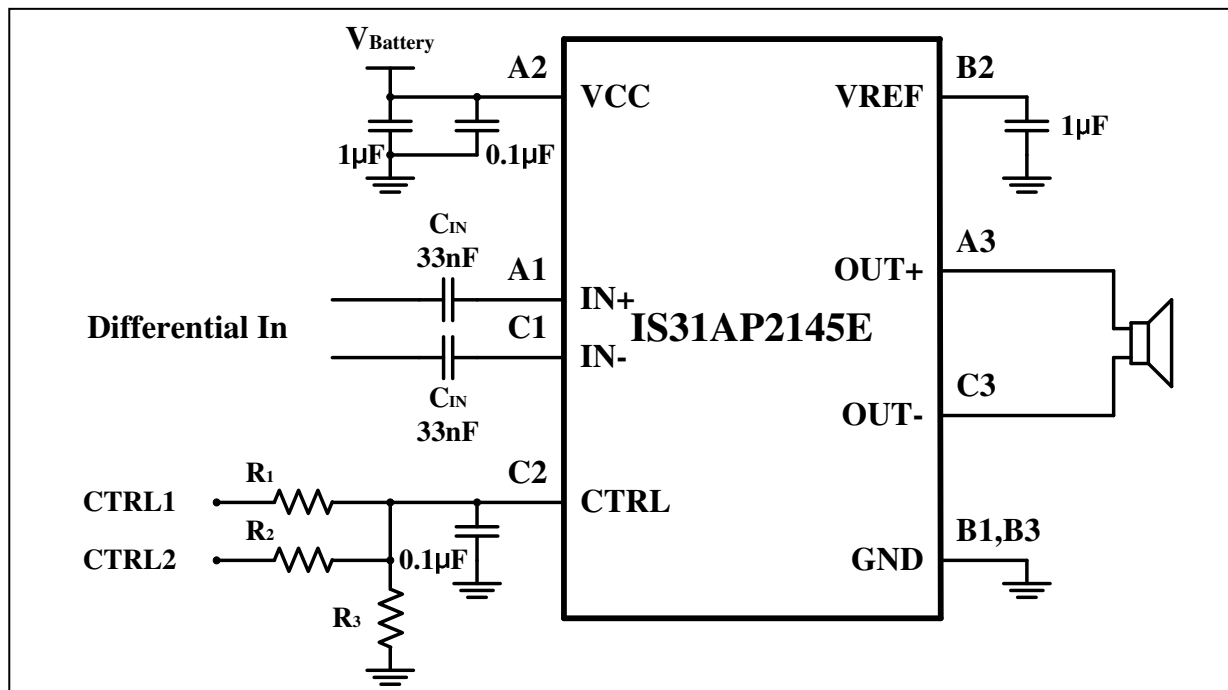 VBattery
A2
B2
VCC
VREF
1µF
0.1µF
1µF
CIN
33nF
A1
A3
IN+
OUT+
Differential In
C1
IS31AP2145E
IN-
CIN
33nF
C3
OUT-
R1
C2
CTRL1
CTRL
R2
CTRL2
0.1µF
B1,B3
GND
R3